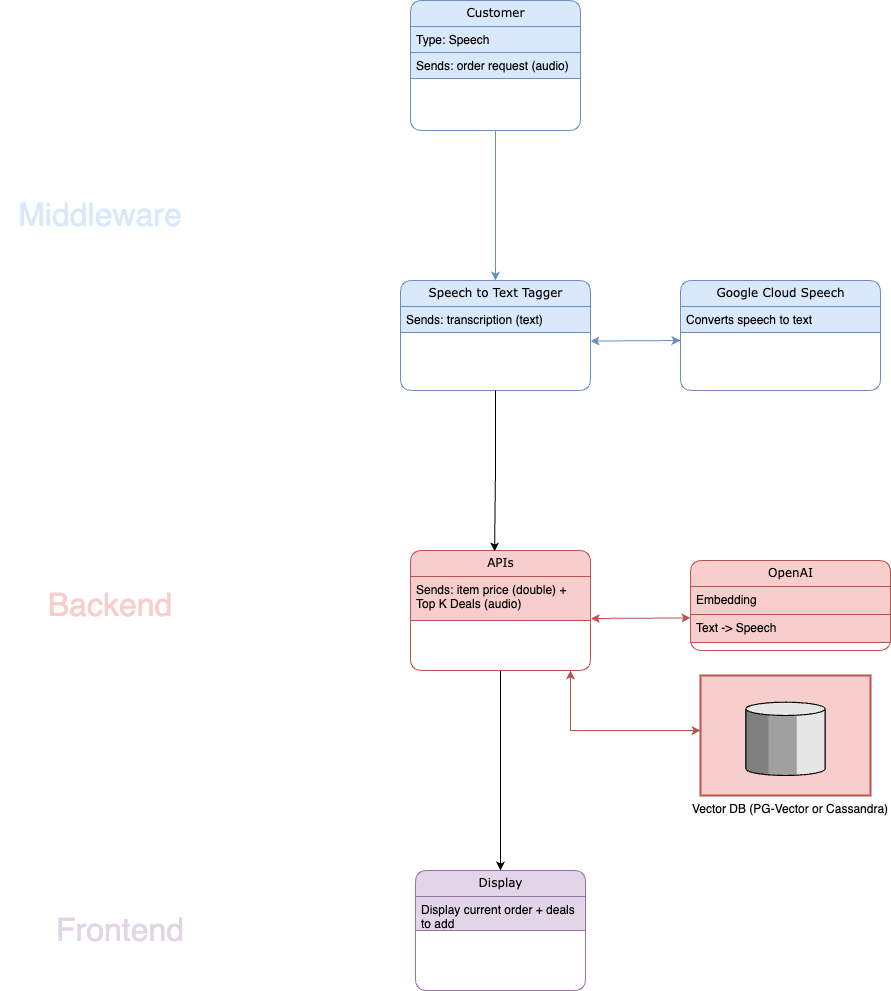 Customer
Type: Speech
Sends: order request (audio)
Middleware
Speech to Text Tagger
Sends: transcription (text)
Google Cloud Speech
Converts speech to text
Backend
APIs
Sends: item price (double) +
Top K Deals (audio)
OpenAI
Embedding
Text -> Speech
Vector DB (PG-Vector or Cassandra)
Frontend
Display
Display current order + deals
to add